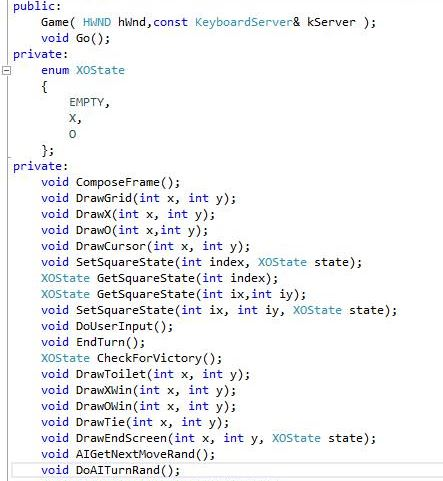 public:
Game( HWND hWnd,const KeyboardServer& kServer );
void Go();
private:
enum XOState
{
EMPTY,
X,
O
};
private:
void ComposeFrame();
void DrawGrid(int x, int y);
void DrawX(int x, int y);
void DrawO(int x,int y);
void DrawCursor(int x, int y);
void SetSquareState(int index, XOState state);
XOState GetSquareState(int index);
XOState GetSquareState(int ix,int iy);
void SetSquareState(int ix, int iy, XOState state);
void DoUserInput();
void EndTurn();
XOState CheckForVictory();
void DrawToilet(int x, int y);
void DrawXWin(int x, int y);
void DrawOWin(int x, int y);
void DrawTie(int x, int y);
void DrawEndScreen(int x, int y, XOState state);
void AIGetNextMoveRand();
void DoAITurnRand();